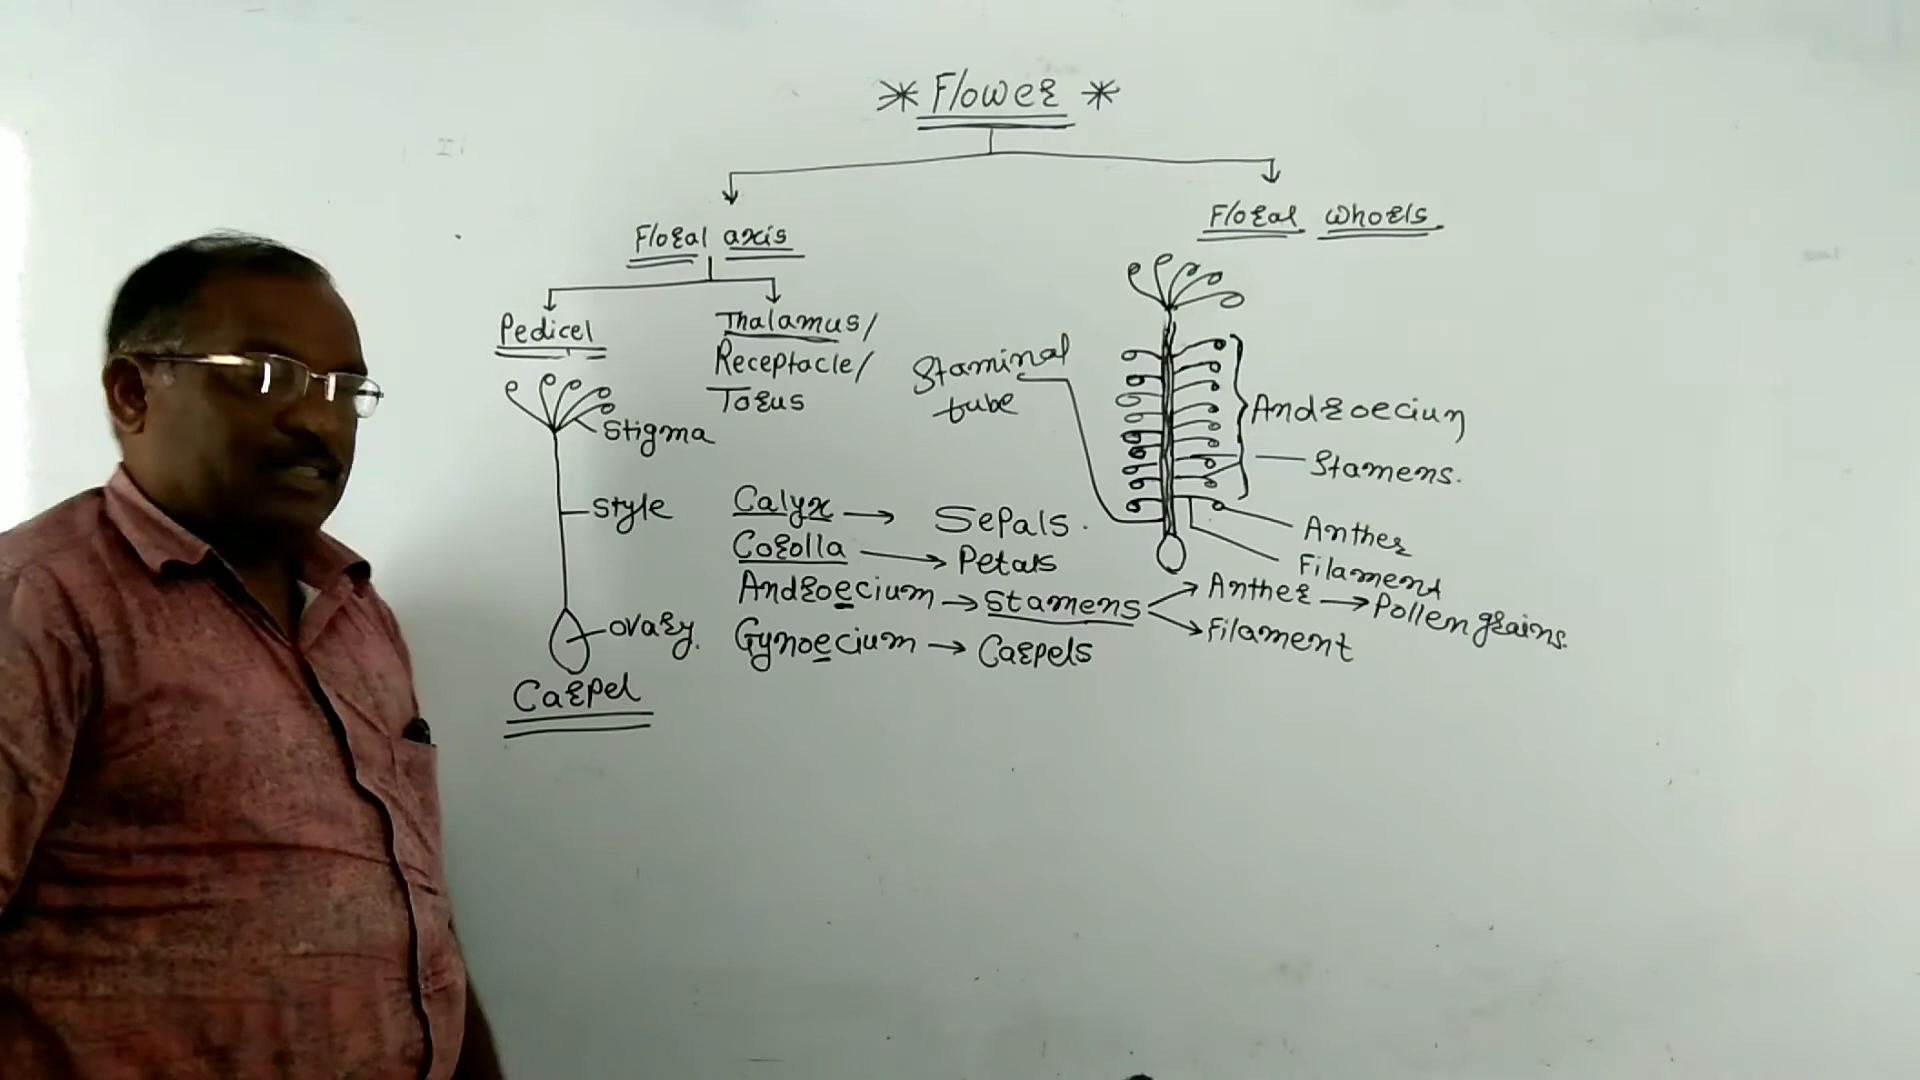 * Flower *
Floral axis
Floral whorls
Pedicel
Thalamus/
Receptacle/
Torus
Stigma
Style
Ovary.
Carpel
Staminal
tube
Androecium
Stamens.
Anther
Filament
Calyx → Sepals.
Corolla → Petals
Androecium → Stamens → Anther → Pollen grains.
→ Filament
Gynoecium → Carpels